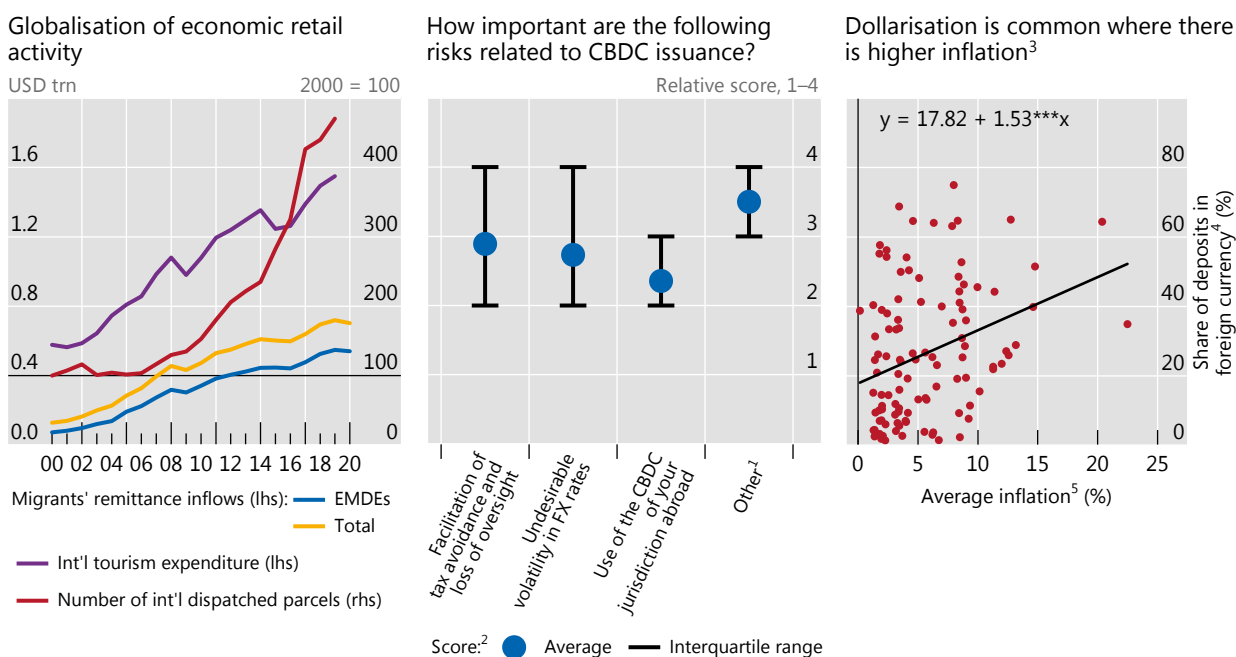 Globalisation of economic retail
activity
USD trn
2000 = 100
1.6
1.2
0.8
0.4
0.0
400
300
200
100
0
00 02 04 06 08 10 12 14 16 18 20
Migrants' remittance inflows (lhs):
EMDEs
Total
Int'l tourism expenditure (lhs)
Number of int'l dispatched parcels (rhs)
How important are the following
risks related to CBDC issuance?
Relative score, 1–4
4
3
2
1
Facilitation of
tax avoidance and
loss of oversight
Undesirable
volatility in FX rates
Use of the CBDC
of your
jurisdiction abroad
Other¹
Score:²
Average
Interquartile range
Dollarisation is common where there
is higher inflation³
y = 17.82 + 1.53***x
80
60
40
20
0
Share of deposits in
foreign currency⁴ (%)
0 5 10 15 20 25
Average inflation⁵ (%)